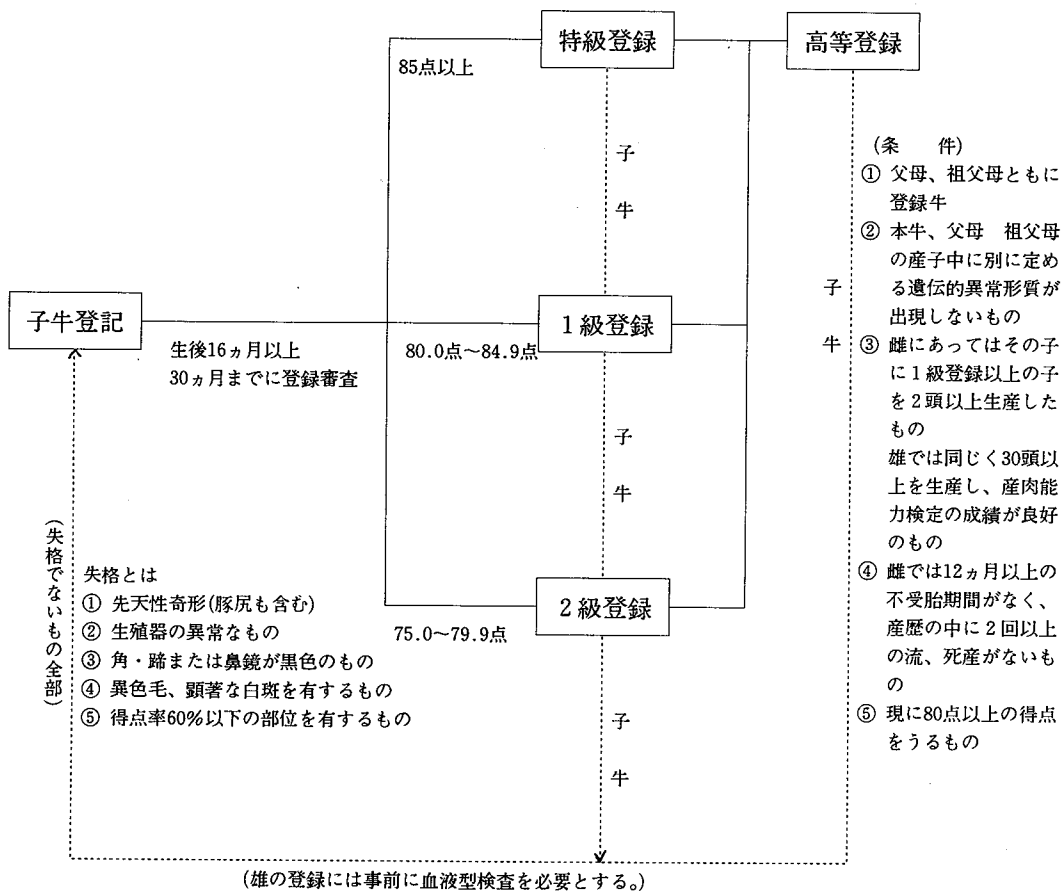 特級登録
高等登録
85点以上
子
牛
(条　　件)
① 父母、祖父母ともに
登録牛
② 本牛、父母　祖父母
の産子中に別に定め
る遺伝的異常形質が
出現しないもの
③ 雌にあってはその子
に１級登録以上の子
を２頭以上生産した
もの
雄では同じく30頭以
上を生産し、産肉能
力検定の成績が良好
のもの
④ 雌では12ヵ月以上の
不受胎期間がなく、
産歴の中に２回以上
の流、死産がないも
の
⑤ 現に80点以上の得点
をうるもの
子
牛
子牛登記
生後16ヵ月以上
30ヵ月までに登録審査
１級登録
80.0点〜84.9点
子
牛
２級登録
75.0〜79.9点
子
牛
(失格でないもの全部)
失格とは
① 先天性奇形(豚尻も含む)
② 生殖器の異常なもの
③ 角・蹄または鼻鏡が黒色のもの
④ 異色毛、顕著な白斑を有するもの
⑤ 得点率60％以下の部位を有するもの
(雄の登録には事前に血液型検査を必要とする。)